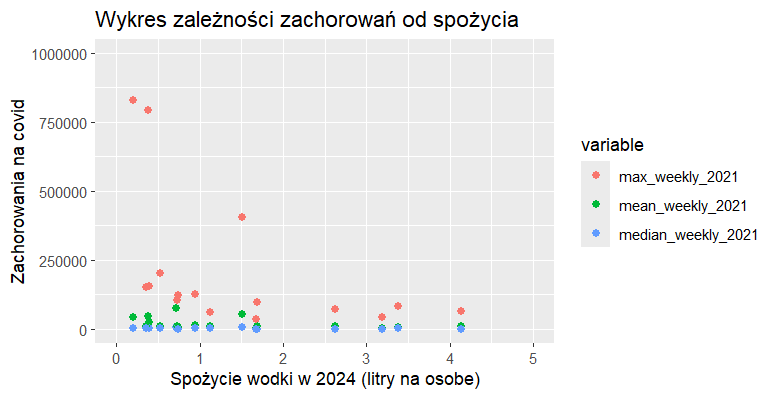 Wykres zależności zachorowań od spożycia
Zachorowania na covid
1000000
750000
500000
250000
0
0 1 2 3 4 5
Spożycie wodki w 2024 (litry na osobe)
variable
max_weekly_2021
mean_weekly_2021
median_weekly_2021